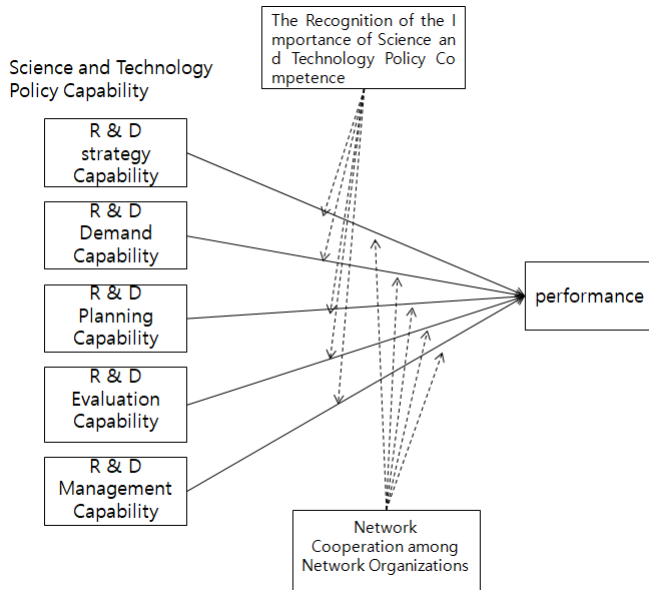 The Recognition of the I
mportance of Science an
d Technology Policy Co
mpetence
Science and Technology
Policy Capability
R & D
strategy
Capability
R & D
Demand
Capability
R & D
Planning
Capability
R & D
Evaluation
Capability
R & D
Management
Capability
performance
Network
Cooperation among
Network Organizations